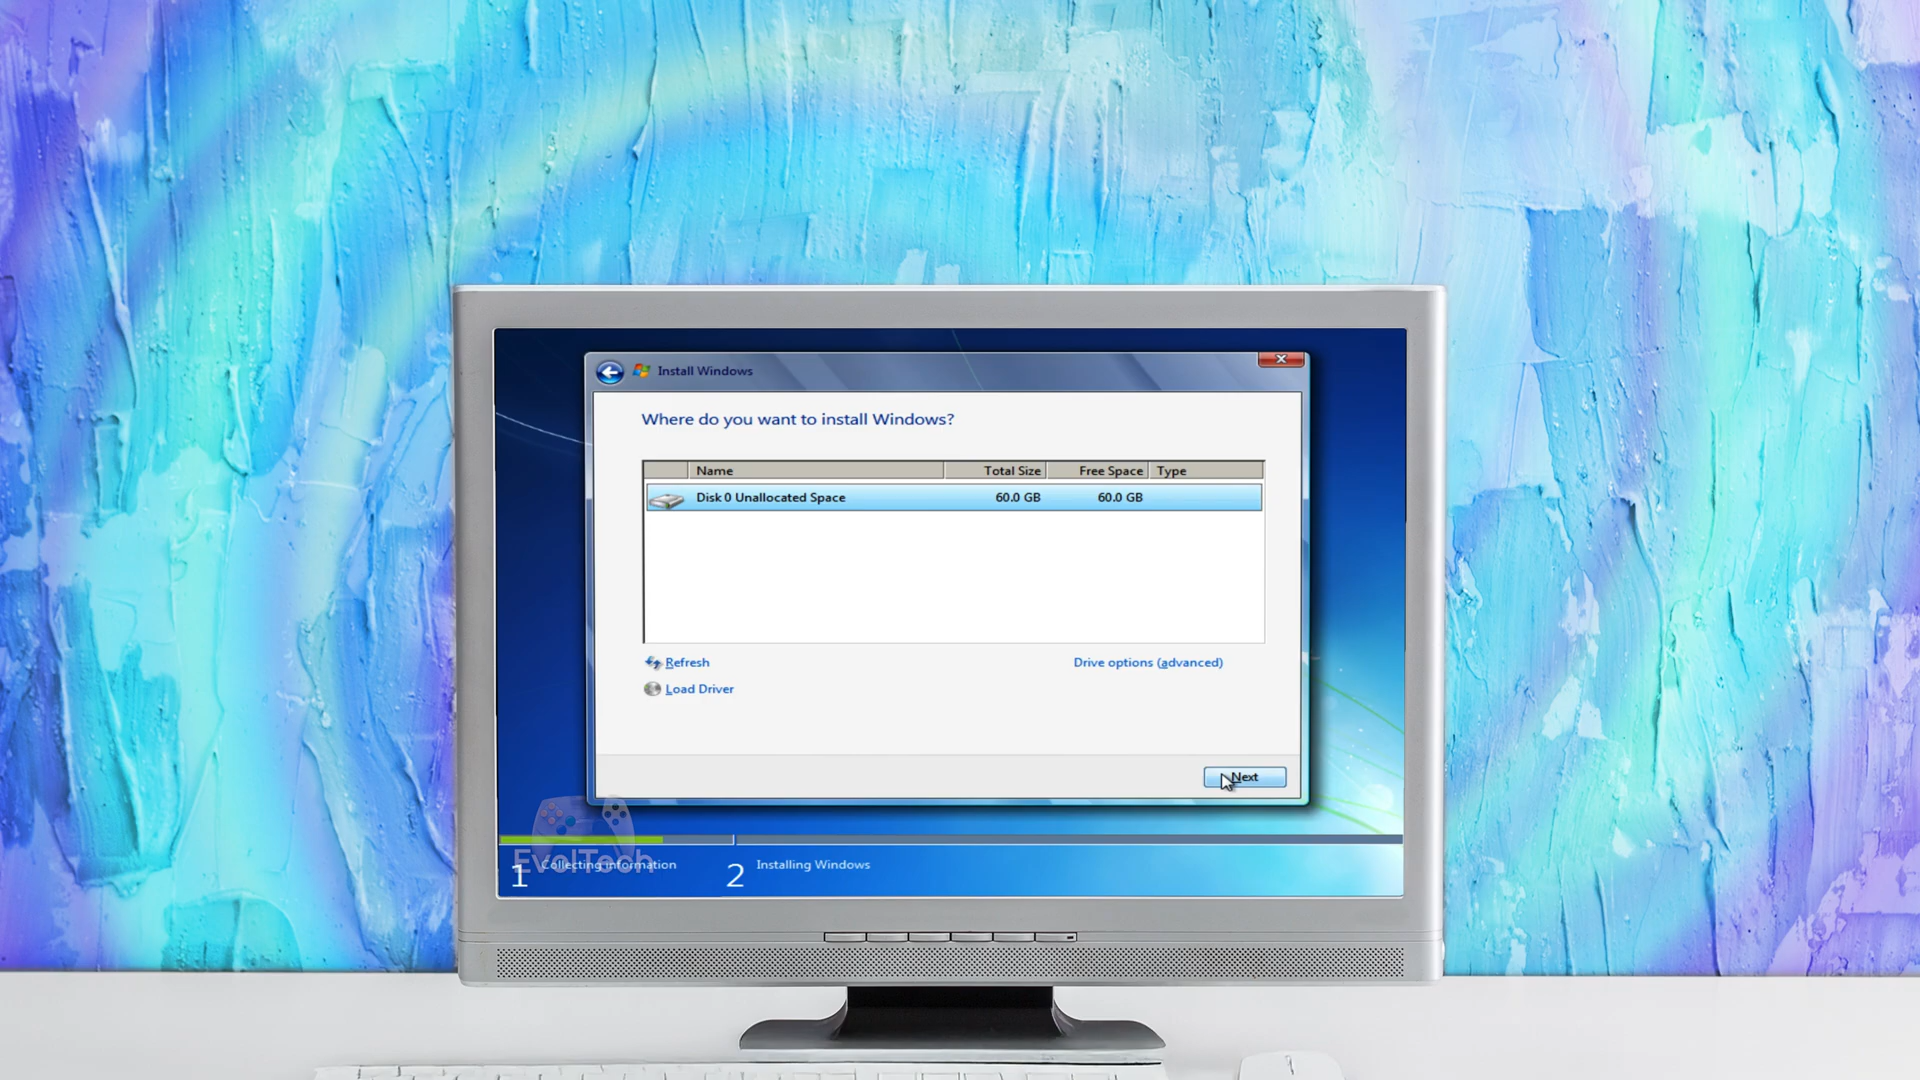 Install Windows
Where do you want to install Windows?
Name Total Size Free Space Type
Disk 0 Unallocated Space 60.0 GB 60.0 GB
Refresh Drive options (advanced)
Load Driver
Next
EvolTech
1 Collecting information 2 Installing Windows